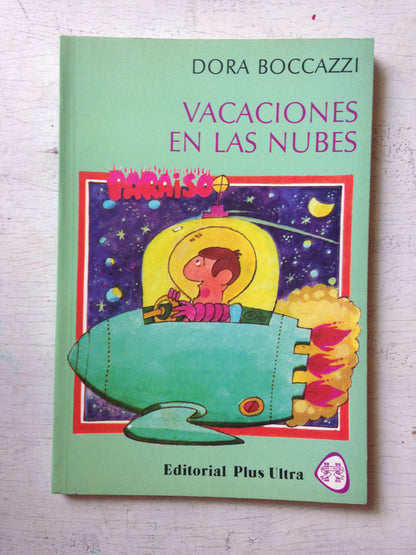 DORA BOCCAZZI
VACACIONES
EN LAS NUBES
PARAISO
Editorial Plus Ultra